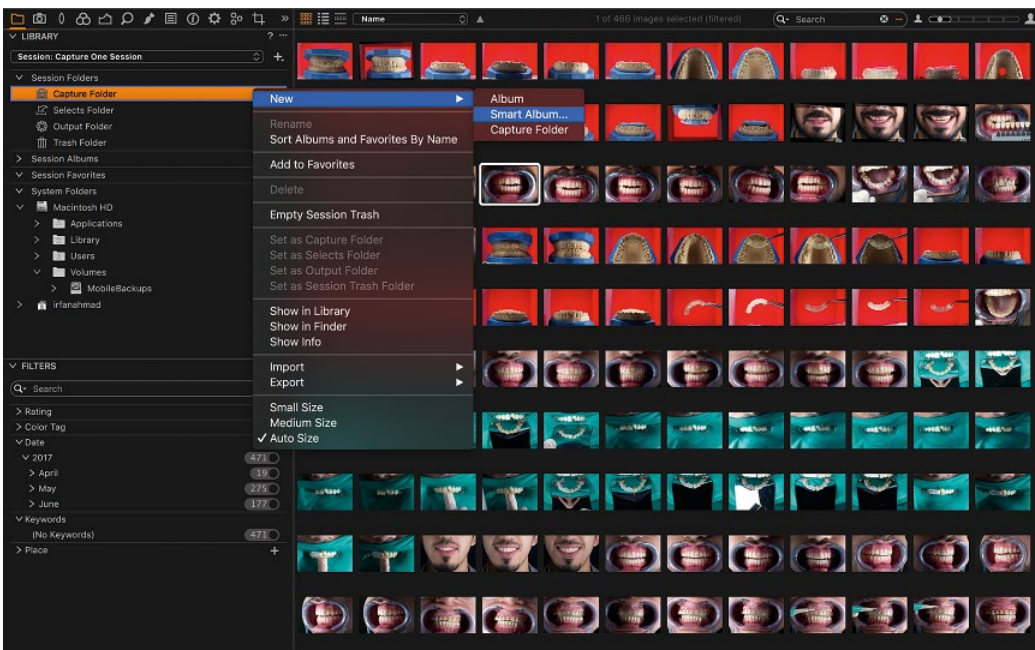 Name
1 of 466 images selected (filtered)
Search
LIBRARY
?
Session: Capture One Session
Session Folders
Capture Folder
Selects Folder
Output Folder
Trash Folder
Session Albums
Session Favorites
System Folders
Macintosh HD
Applications
Library
Users
Volumes
MobileBackups
irfanahmad
New
Rename
Sort Albums and Favorites By Name
Add to Favorites
Delete
Empty Session Trash
Set as Capture Folder
Set as Selects Folder
Set as Output Folder
Set as Session Trash Folder
Show in Library
Show in Finder
Show Info
Import
Export
Small Size
Medium Size
Auto Size
Album
Smart Album...
Capture Folder
FILTERS
Search
Rating
Color Tag
Date
2017 471
April 19
May 275
June 177
Keywords
(No Keywords) 471
Place